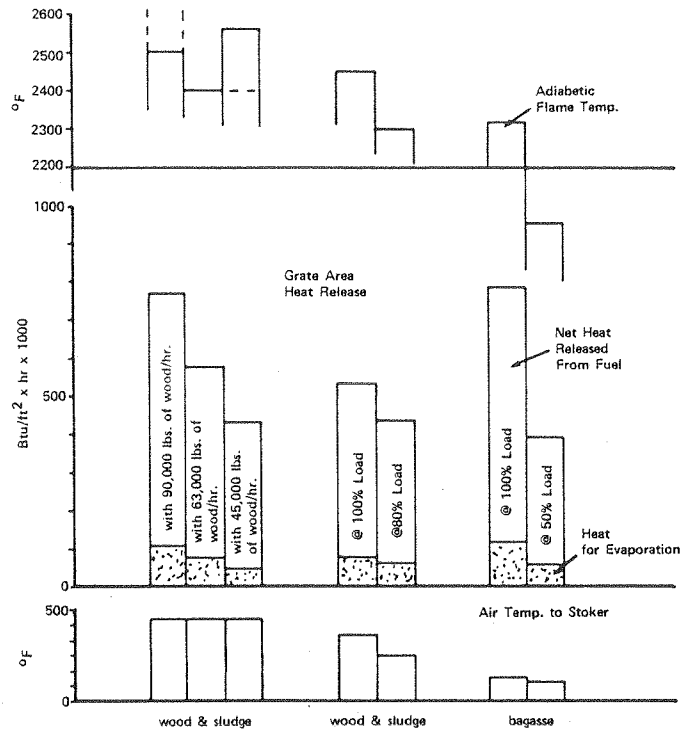 2600
2500
2400
2300
2200
°F
Adiabetic
Flame Temp.
1000
500
0
Btu/ft² x hr x 1000
Grate Area
Heat Release
with 90,000 lbs. of wood/hr.
with 63,000 lbs. of
wood/hr.
with 45,000 lbs.
of wood/hr.
@ 100% Load
@80% Load
@ 100% Load
@ 50% Load
Net Heat
Released
From Fuel
Heat
for Evaporation
500
0
°F
Air Temp. to Stoker
wood & sludge
wood & sludge
bagasse